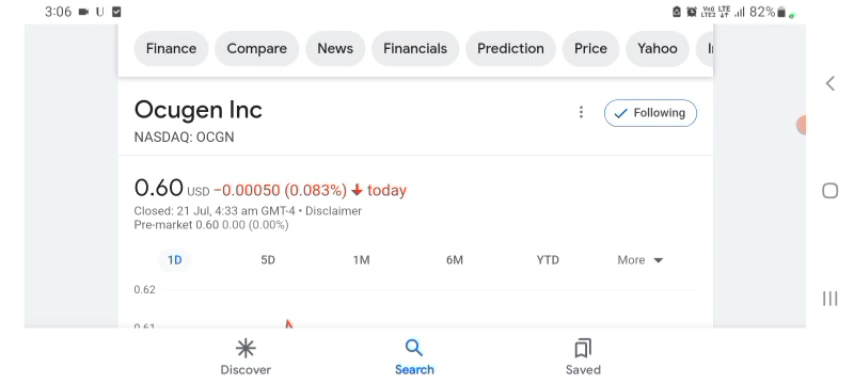 3:06 U 82%
Finance Compare News Financials Prediction Price Yahoo
Ocugen Inc
Following
NASDAQ: OCGN
0.60 USD −0.00050 (0.083%) today
Closed: 21 Jul, 4:33 am GMT-4 • Disclaimer
Pre-market 0.60 0.00 (0.00%)
1D 5D 1M 6M YTD More
0.62
0.61
Discover Search Saved